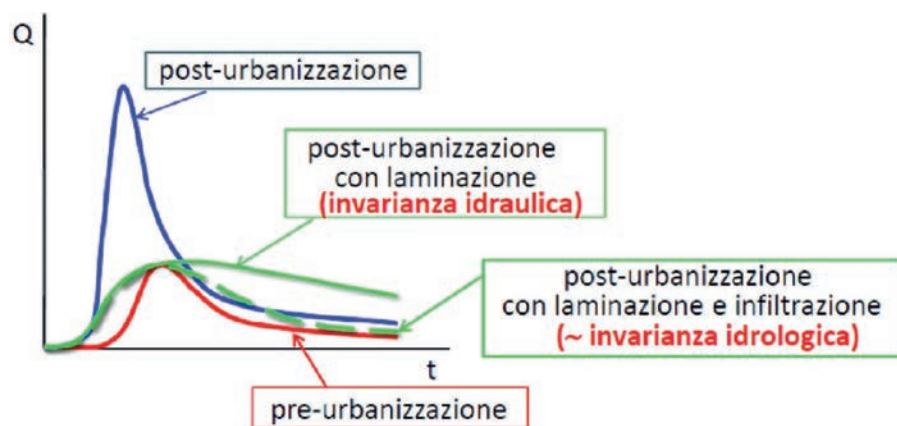 Q
post-urbanizzazione
post-urbanizzazione
con laminazione
(invarianza idraulica)
post-urbanizzazione
con laminazione e infiltrazione
(~ invarianza idrologica)
t
pre-urbanizzazione